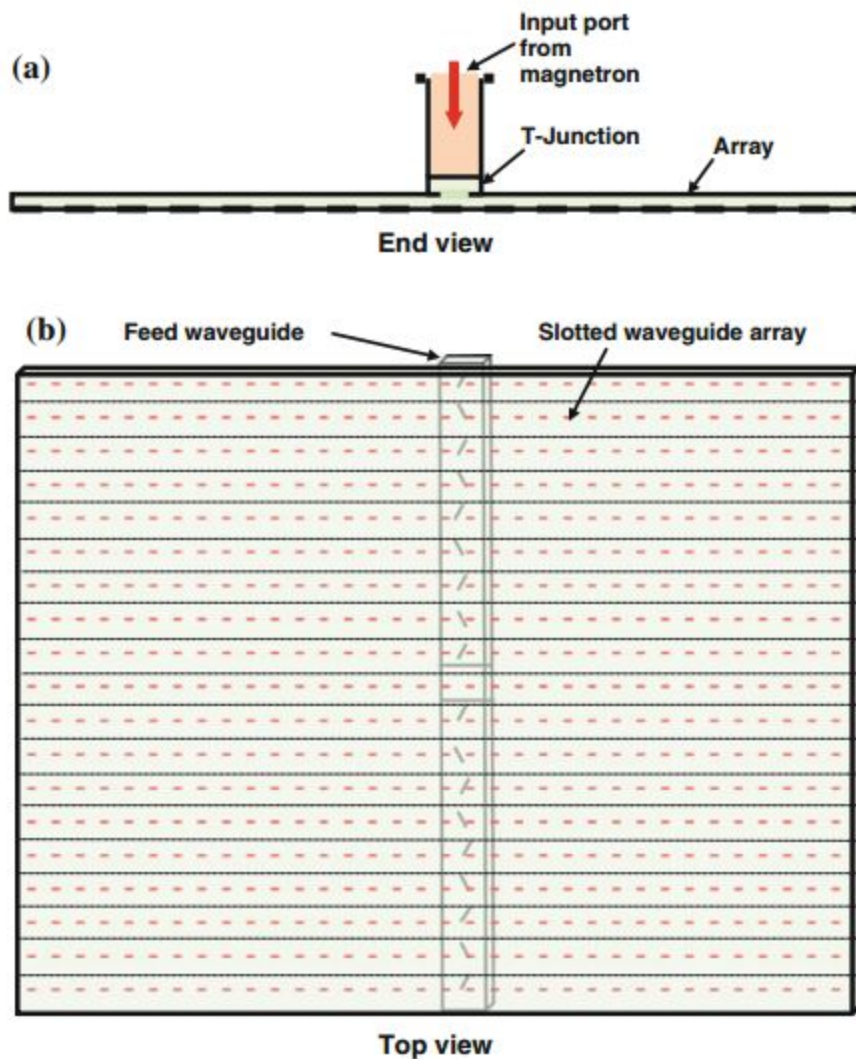 (a)
Input port
from
magnetron
T-Junction
Array
End view
(b)
Feed waveguide
Slotted waveguide array
Top view